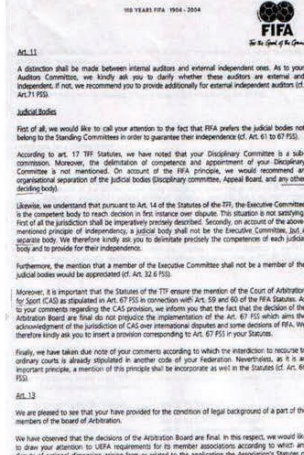 100 YEARS FIFA 1904 - 2004
FIFA
For the Good of the Game
Art. 11
A distinction shall be made between internal auditors and external independent ones. As to your
Auditors Committee, we kindly ask you to clarify whether these auditors are external and
independent. If not, we recommend you to provide additionally for external independent auditors (cf.
Art.71 FSS).
Judicial Bodies
First of all, we would like to call your attention to the fact that FIFA prefers the judicial bodies not
belong to the Standing Committees in order to guarantee their independence (cf. Art. 61 to 67 FSS).
According to art. 17 TFF Statutes, we have noted that your Disciplinary Committee is a sub-
commission. Moreover, the delimitation of competence and appointment of your Disciplinary
Committee is not mentioned. On account of the FIFA principle, we would recommend an
organisational separation of the judicial bodies (Disciplinary committee, Appeal Board, and any other
deciding body).
Likewise, we understand that pursuant to Art. 14 of the Statutes of the TFF, the Executive Committee
is the competent body to reach decision in first instance over dispute. This situation is not satisfying.
First of all the jurisdiction shall be imperatively precisely described. Secondly, on account of the above-
mentioned principle of independency, a judicial body shall not be the Executive Committee, but a
separate body. We therefore kindly ask you to delimitate precisely the competences of each judicial
body and to provide for their independence.
Furthermore, the mention that a member of the Executive Committee shall not be a member of the
judicial bodies would be appreciated (cf. Art. 32.6 FSS).
Moreover, it is important that the Statutes of the TTF ensure the mention of the Court of Arbitration
for Sport (CAS) as stipulated in Art. 67 FSS in connection with Art. 59 and 60 of the FIFA Statutes. As
to your comments regarding the CAS provision, we inform you that the fact that the decision of the
Arbitration Board are final do not prejudice the implementation of the Art. 67 FSS which aims the
acknowledgment of the jurisdiction of CAS over international disputes and some decisions of FIFA. We
therefore kindly ask you to insert a provision corresponding to Art. 67 FSS in your Statutes.
Finally, we have taken due note of your comments according to which the interdiction to recourse to
ordinary courts is already stipulated in another code of your Federation. Nevertheless, as it is an
important principle, a mention of this principle shall be incorporate as well in the Statutes (cf. Art. 6
FSS).
Art. 13
We are pleased to see that your have provided for the condition of legal background of a part of the
members of the board of Arbitration.
We have observed that the decisions of the Arbitration Board are final. In this respect, we would like
to draw your attention to UEFA requirements for its member associations according to which any